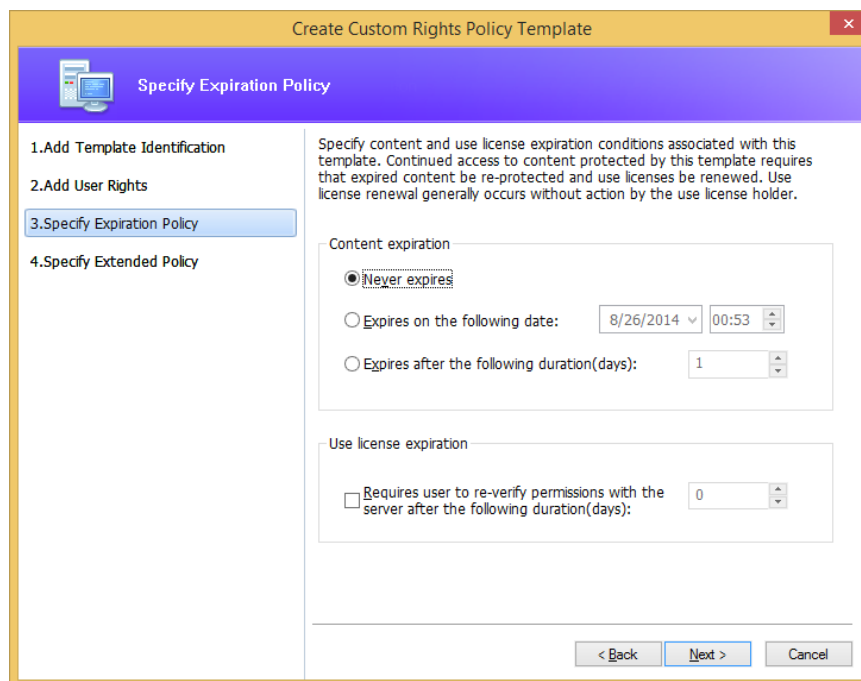 Create Custom Rights Policy Template
Specify Expiration Policy
1.Add Template Identification
2.Add User Rights
3.Specify Expiration Policy
4.Specify Extended Policy
Specify content and use license expiration conditions associated with this
template. Continued access to content protected by this template requires
that expired content be re-protected and use licenses be renewed. Use
license renewal generally occurs without action by the use license holder.
Content expiration
Never expires
Expires on the following date: 8/26/2014 00:53
Expires after the following duration(days): 1
Use license expiration
Requires user to re-verify permissions with the
server after the following duration(days): 0
< Back Next > Cancel